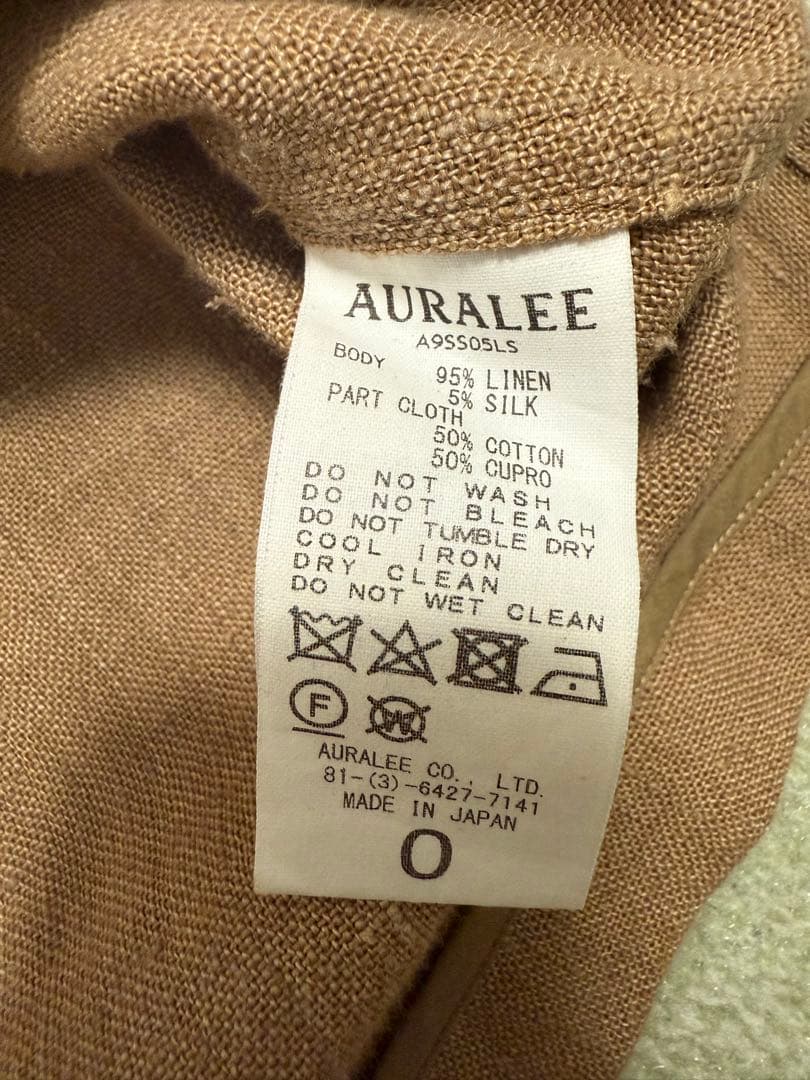 AURALEE
A9SS05LS
BODY
95% LINEN
5% SILK
PART CLOTH
50% COTTON
50% CUPRO
DO NOT WASH
DO NOT BLEACH
DO NOT TUMBLE DRY
COOL IRON
DRY CLEAN
DO NOT WET CLEAN
F W
AURALEE CO., LTD.
81-(3)-6427-7141
MADE IN JAPAN
0